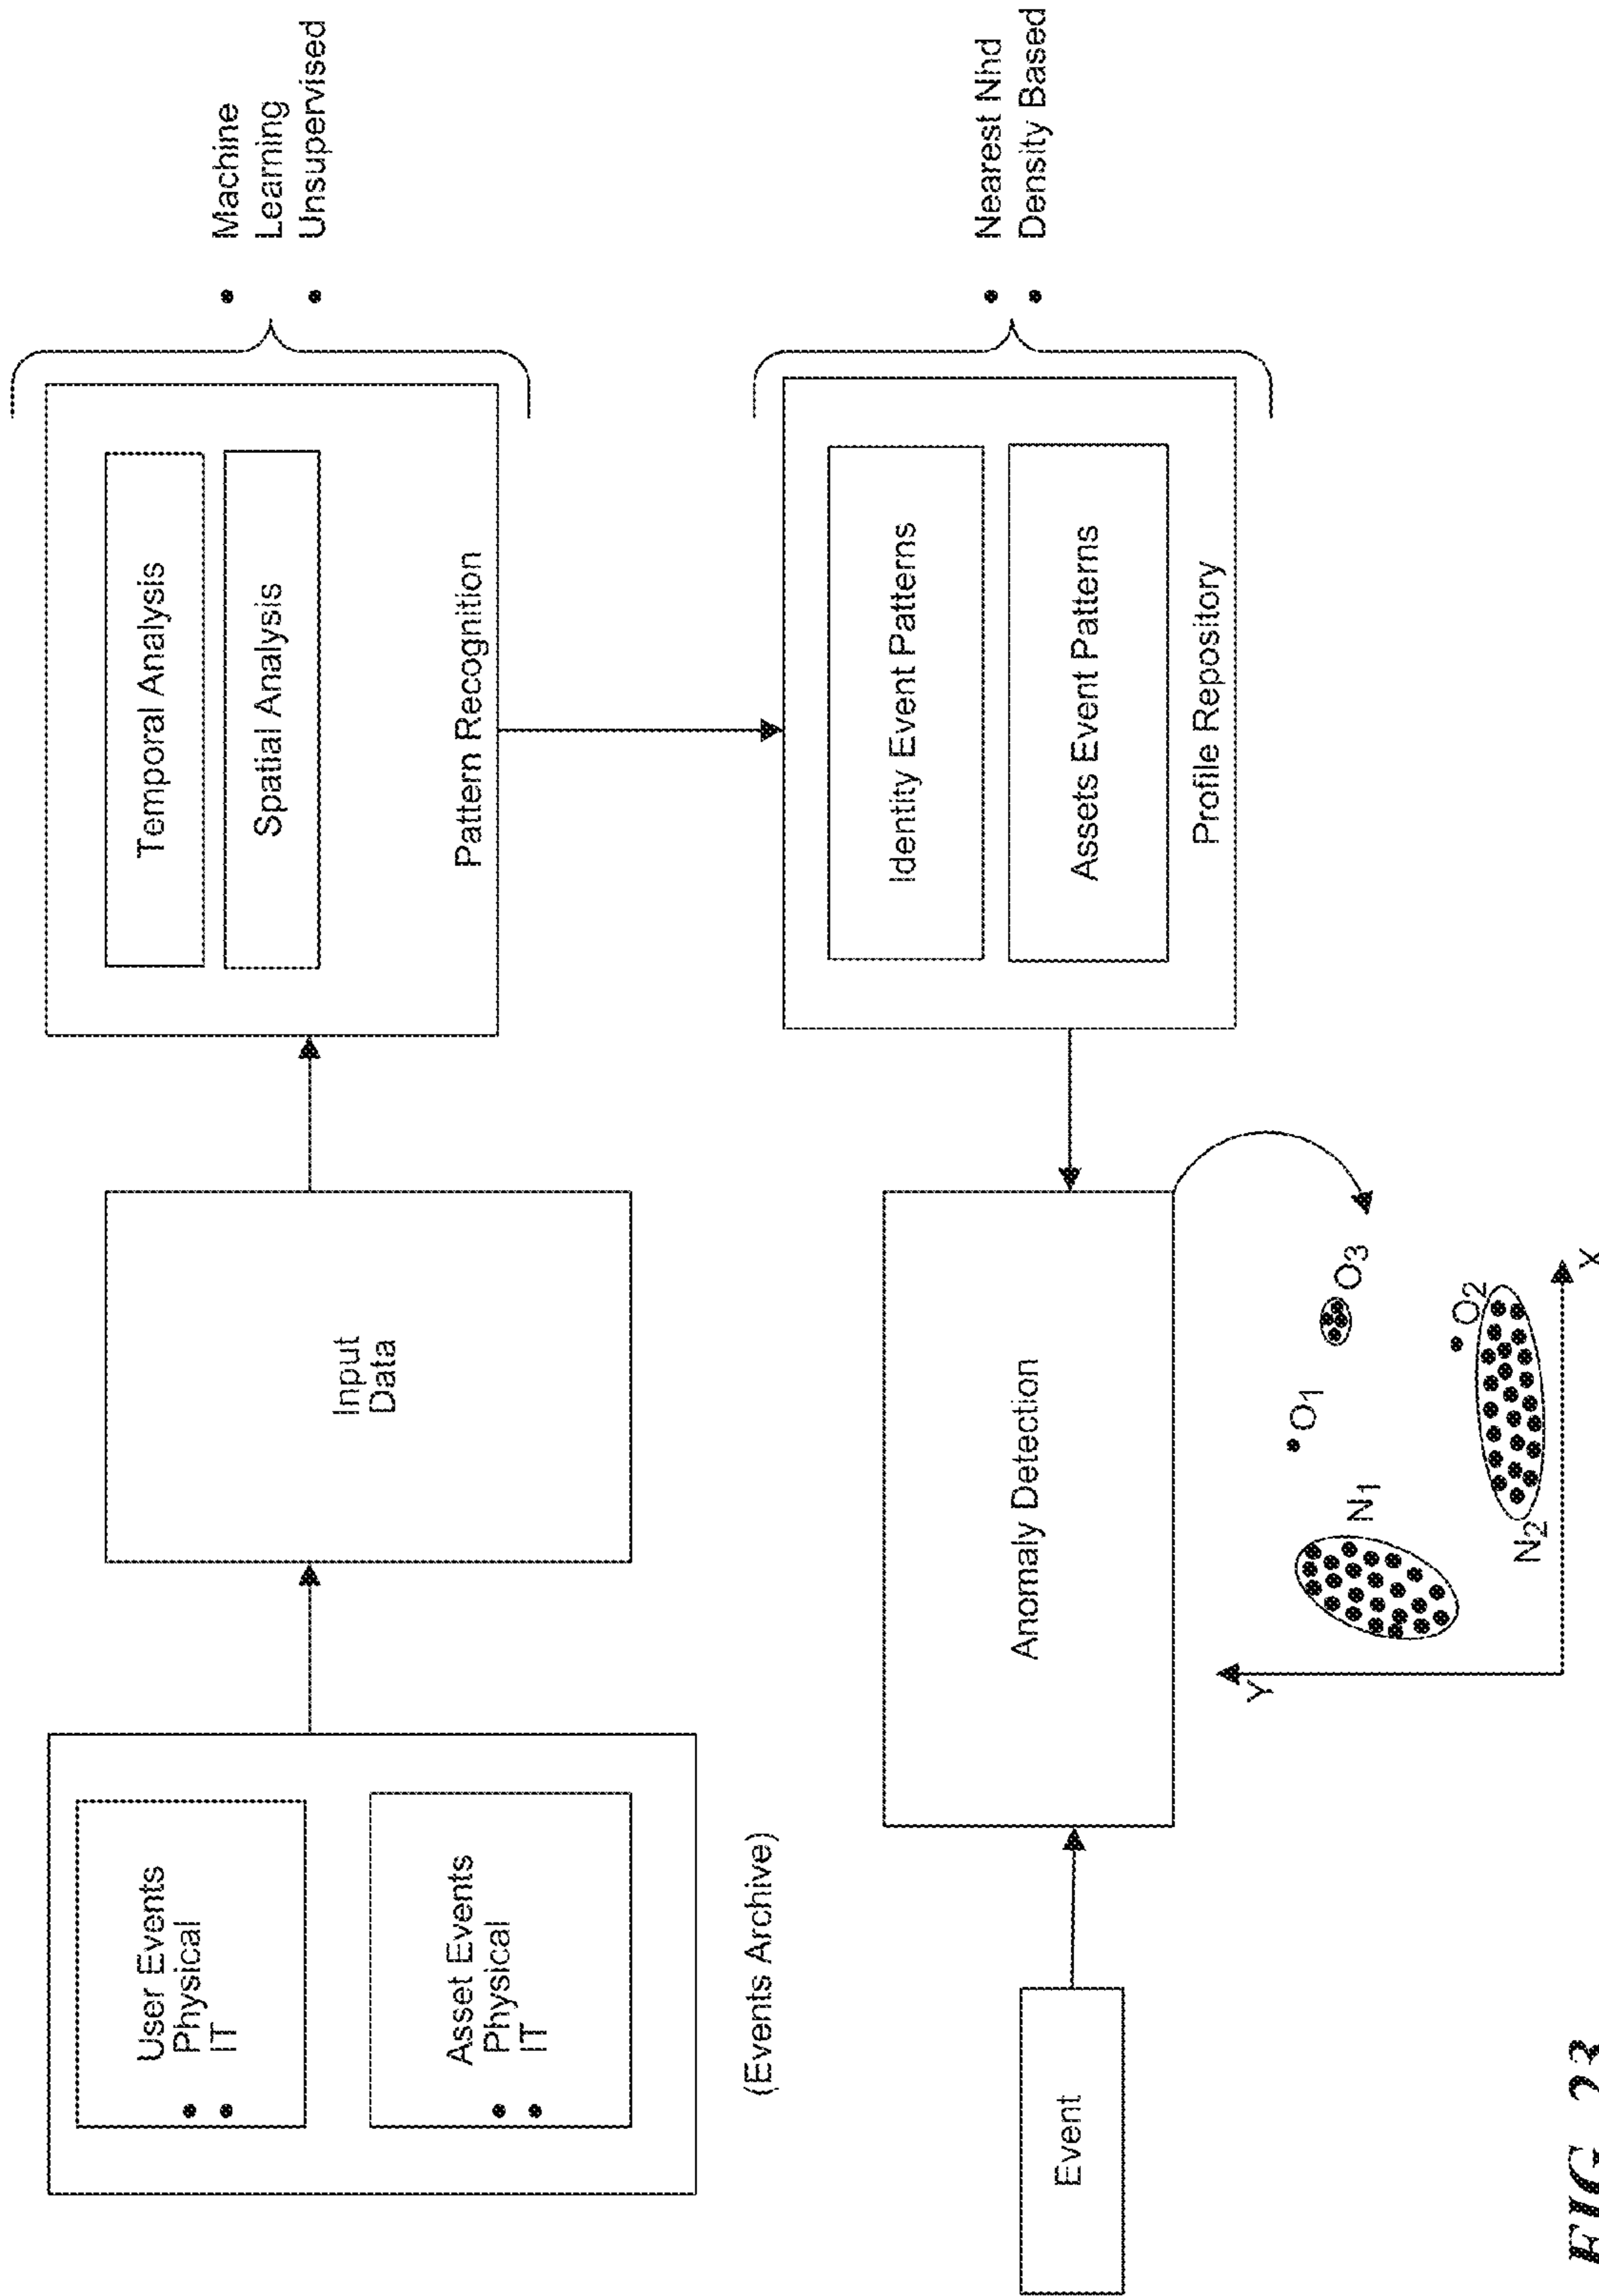 User Events
• Physical
• IT
Asset Events
• Physical
• IT
(Events Archive)
Input
Data
Temporal Analysis
Spatial Analysis
Pattern Recognition
• Machine
Learning
• Unsupervised
Event
Anomaly Detection
Identity Event Patterns
Assets Event Patterns
Profile Repository
• Nearest Nhd
• Density Based
Y
N1
O1
O3
N2
O2
X
FIG. 23